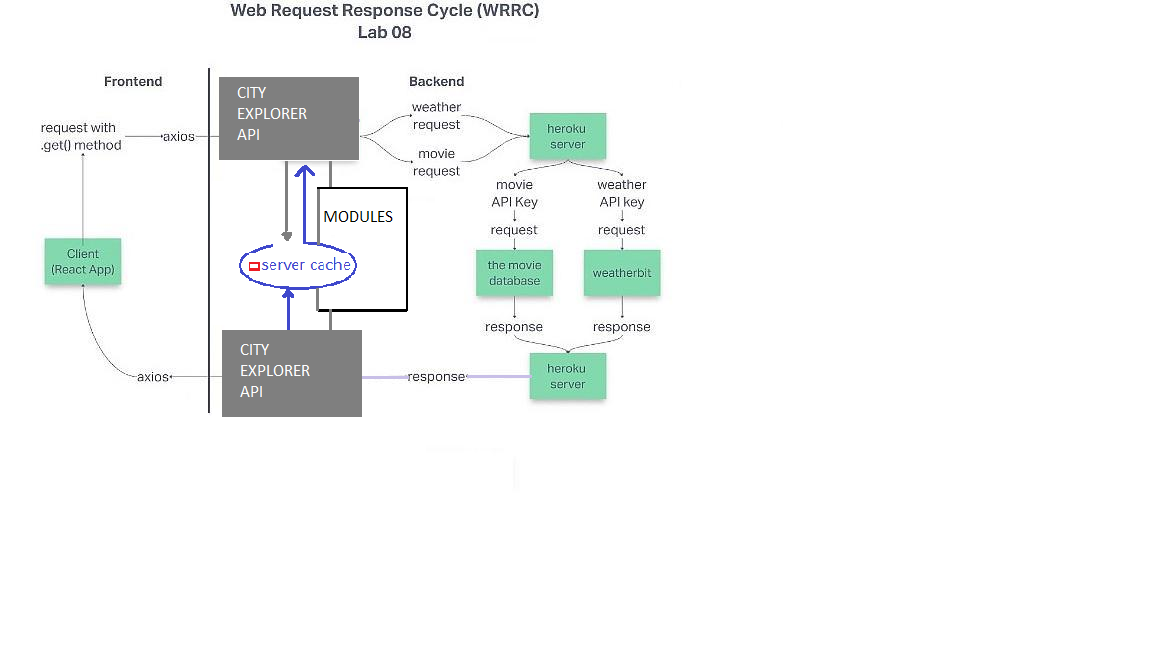 Web Request Response Cycle (WRRC)
Lab 08
Frontend
Backend
CITY
EXPLORER
API
request with
.get() method
axios
weather
request
movie
request
heroku
server
movie
API Key
weather
API key
request
request
MODULES
Client
(React App)
server cache
the movie
database
weatherbit
response
response
CITY
EXPLORER
API
axios
response
heroku
server